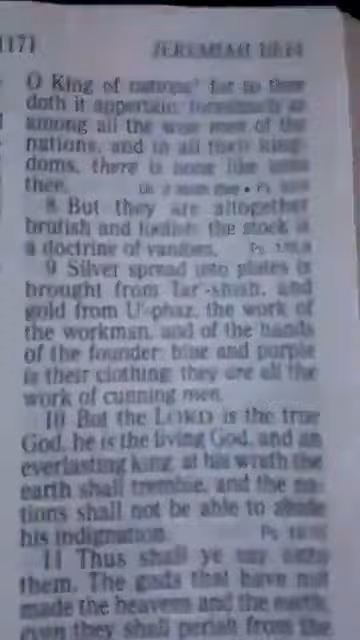 1171
JEREMIAH 10:14
O King of nations? for to thee
doth it appertain: forasmuch as
among all the wise men of the
nations, and in all their king-
doms, there is none like unto
thee.
8 But they are altogether
brutish and foolish: the stock is
a doctrine of vanities.
9 Silver spread into plates is
brought from Tar-shish, and
gold from U-phaz, the work of
the workman, and of the hands
of the founder: blue and purple
is their clothing: they are all the
work of cunning men.
10 But the LORD is the true
God, he is the living God, and an
everlasting king: at his wrath the
earth shall tremble, and the na-
tions shall not be able to abide
his indignation.
11 Thus shall ye say unto
them, The gods that have not
made the heavens and the earth,
even they shall perish from the